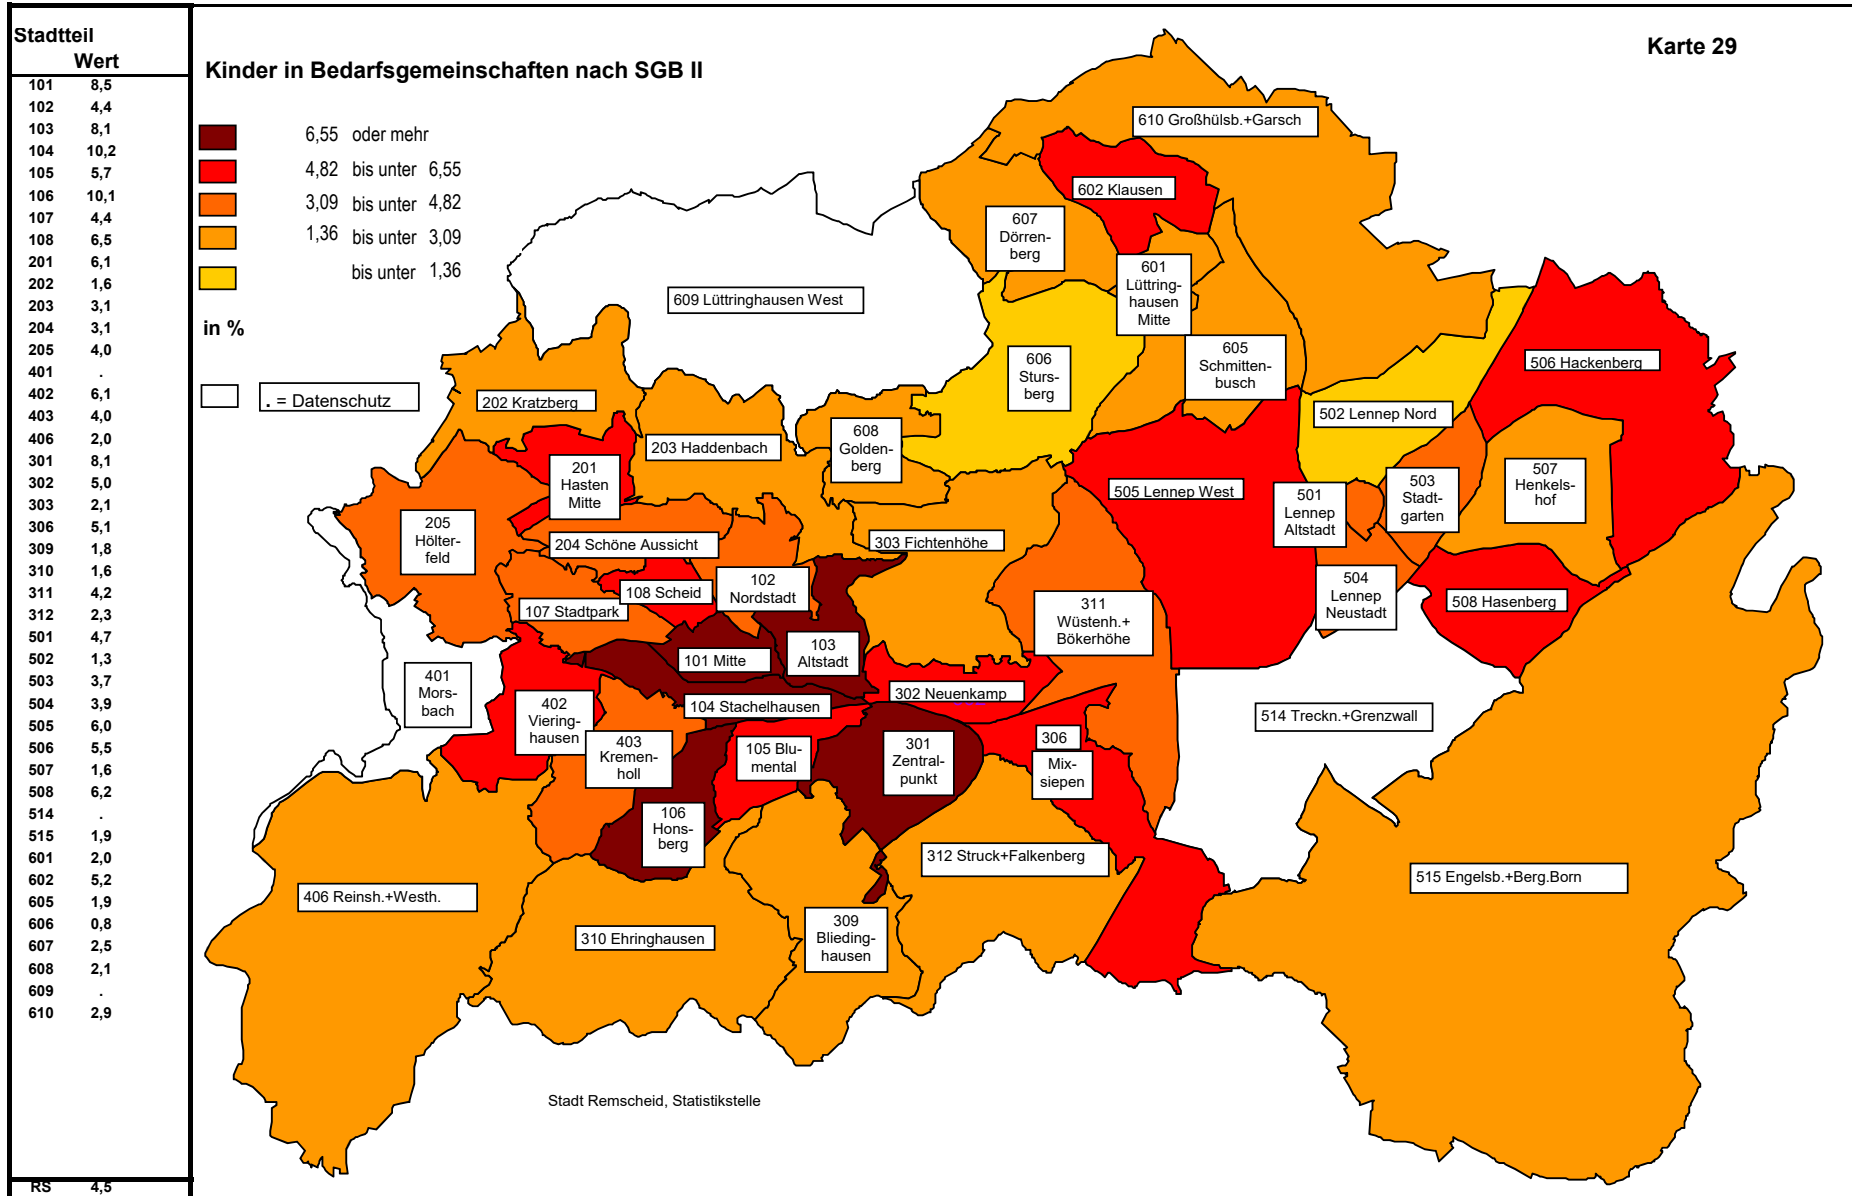 Stadtteil
Wert
101 8,5
102 4,4
103 8,1
104 10,2
105 5,7
106 10,1
107 4,4
108 6,5
201 6,1
202 1,6
203 3,1
204 3,1
205 4,0
401 .
402 6,1
403 4,0
406 2,0
301 8,1
302 5,0
303 2,1
306 5,1
309 1,8
310 1,6
311 4,2
312 2,3
501 4,7
502 1,3
503 3,7
504 3,9
505 6,0
506 5,5
507 1,6
508 6,2
514 .
515 1,9
601 2,0
602 5,2
605 1,9
606 0,8
607 2,5
608 2,1
609 .
610 2,9
RS 4,5
Karte 29
Kinder in Bedarfsgemeinschaften nach SGB II
6,55 oder mehr
4,82 bis unter 6,55
3,09 bis unter 4,82
1,36 bis unter 3,09
bis unter 1,36
in %
. = Datenschutz
610 Großhülsb.+Garsch
602 Klausen
607
Dörren-
berg
601
Lüttring-
hausen
Mitte
609 Lüttringhausen West
605
Schmitten-
busch
606
Sturs-
berg
506 Hackenberg
502 Lennep Nord
202 Kratzberg
203 Haddenbach
608
Golden-
berg
201
Hasten
Mitte
505 Lennep West
501
Lennep
Altstadt
503
Stadt-
garten
507
Henkels-
hof
205
Hölter-
feld
204 Schöne Aussicht
303 Fichtenhöhe
108 Scheid
102
Nordstadt
107 Stadtpark
504
Lennep
Neustadt
508 Hasenberg
311
Wüstenh.+
Bökerhöhe
101 Mitte
103
Altstadt
401
Mors-
bach
302 Neuenkamp
402
Viering-
hausen
104 Stachelhausen
514 Treckn.+Grenzwall
403
Kremen-
holl
105 Blu-
mental
301
Zentral-
punkt
306
Mix-
siepen
106
Hons-
berg
312 Struck+Falkenberg
515 Engelsb.+Berg.Born
406 Reinsh.+Westh.
310 Ehringhausen
309
Blieding-
hausen
Stadt Remscheid, Statistikstelle